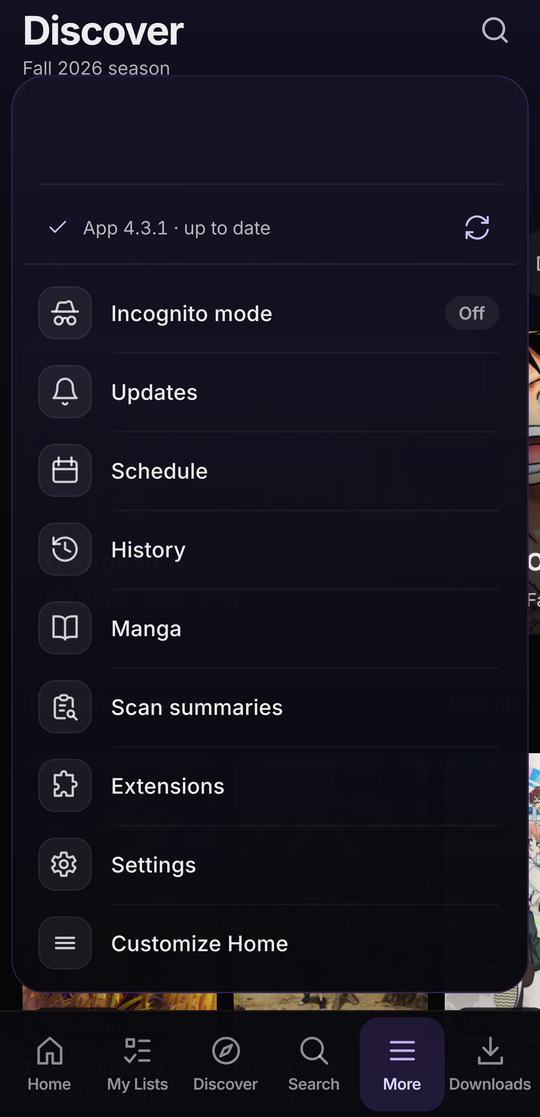 Discover
Fall 2026 season
App 4.3.1 · up to date
Incognito mode
Off
Updates
Schedule
History
Manga
Scan summaries
Extensions
Settings
Customize Home
Home
My Lists
Discover
Search
More
Downloads